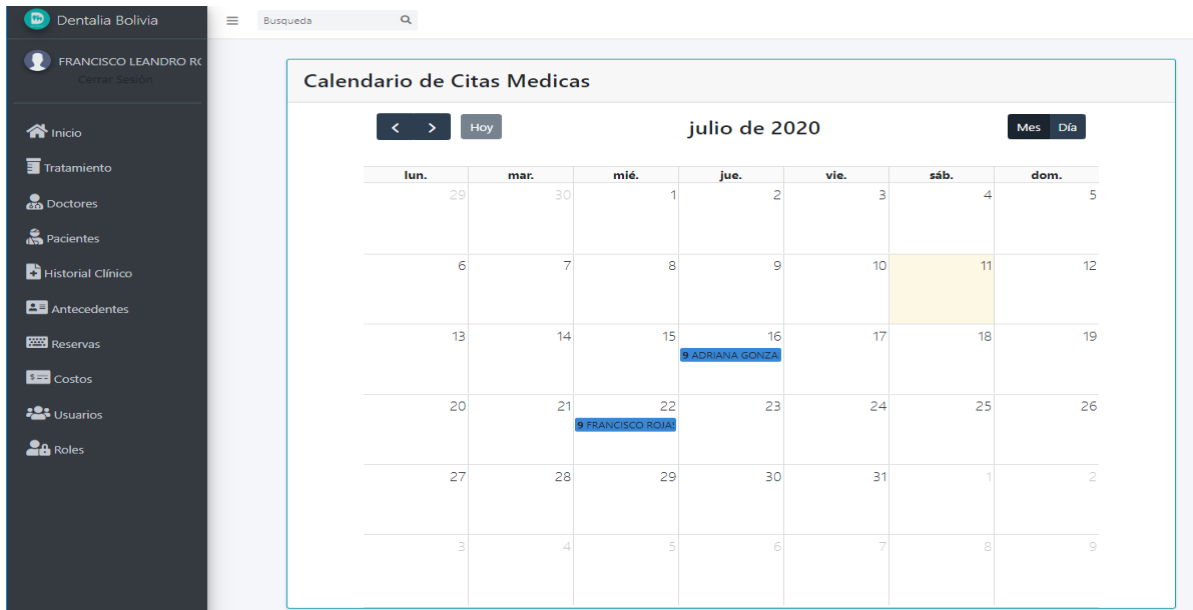 Dentalia Bolivia
Busqueda
FRANCISCO LEANDRO RO
Cerrar Sesión
Inicio
Tratamiento
Doctores
Pacientes
Historial Clínico
Antecedentes
Reservas
Costos
Usuarios
Roles
Calendario de Citas Medicas
Hoy
julio de 2020
Mes Día
lun. mar. mié. jue. vie. sáb. dom.
29 30 1 2 3 4 5
6 7 8 9 10 11 12
13 14 15 16 17 18 19
9 ADRIANA GONZA
20 21 22 23 24 25 26
9 FRANCISCO ROJAS
27 28 29 30 31 1 2
3 4 5 6 7 8 9